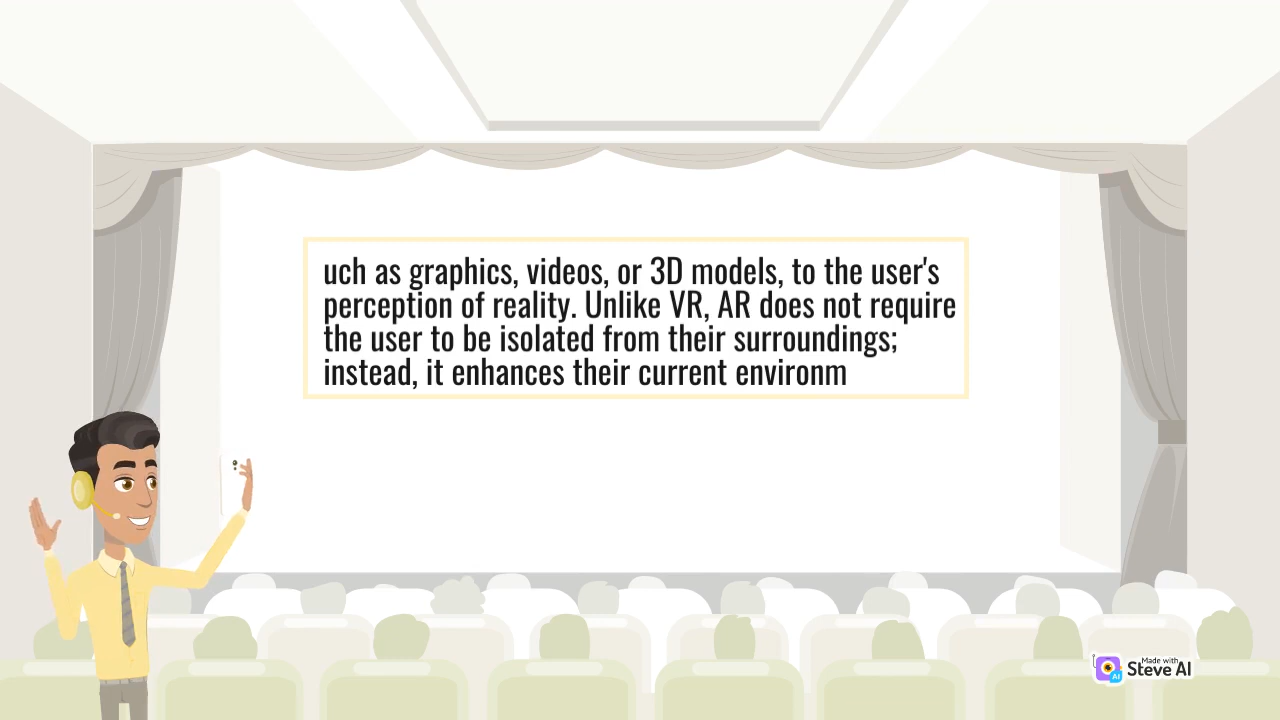 uch as graphics, videos, or 3D models, to the user's
perception of reality. Unlike VR, AR does not require
the user to be isolated from their surroundings;
instead, it enhances their current environm
Made with
Steve AI
AI